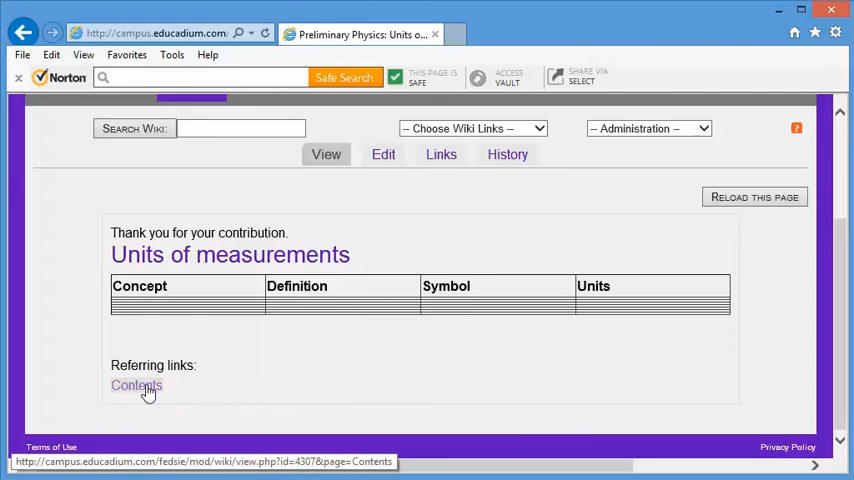 http://campus.educadium.com/
Preliminary Physics: Units o...
File Edit View Favorites Tools Help
Norton Safe Search THIS PAGE IS SAFE ACCESS VAULT SHARE VIA SELECT
SEARCH WIKI: -- Choose Wiki Links -- -- Administration -- ?
View Edit Links History
RELOAD THIS PAGE
Thank you for your contribution.
Units of measurements
Concept Definition Symbol Units
Referring links:
Contents
Terms of Use Privacy Policy
http://campus.educadium.com/fedsie/mod/wiki/view.php?id=4307&page=Contents